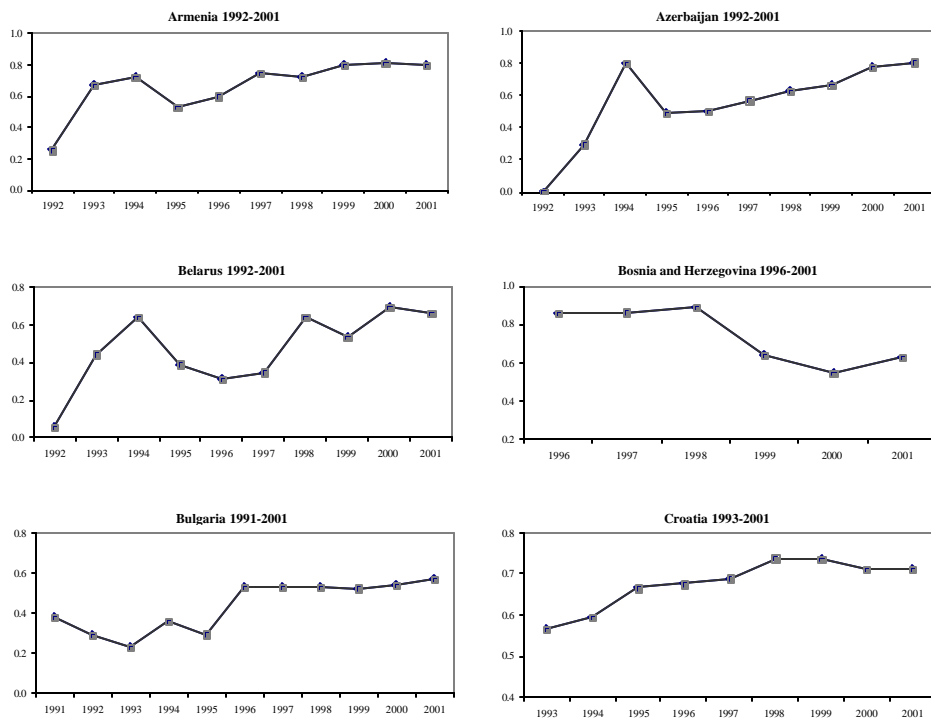 Armenia 1992-2001
1.0
0.8
0.6
0.4
0.2
0.0
1992 1993 1994 1995 1996 1997 1998 1999 2000 2001
Azerbaijan 1992-2001
1.0
0.8
0.6
0.4
0.2
0.0
1992 1993 1994 1995 1996 1997 1998 1999 2000 2001
Belarus 1992-2001
0.8
0.6
0.4
0.2
0.0
1992 1993 1994 1995 1996 1997 1998 1999 2000 2001
Bosnia and Herzegovina 1996-2001
1.0
0.8
0.6
0.4
0.2
1996 1997 1998 1999 2000 2001
Bulgaria 1991-2001
0.8
0.6
0.4
0.2
0.0
1991 1992 1993 1994 1995 1996 1997 1998 1999 2000 2001
Croatia 1993-2001
0.8
0.7
0.6
0.5
0.4
1993 1994 1995 1996 1997 1998 1999 2000 2001